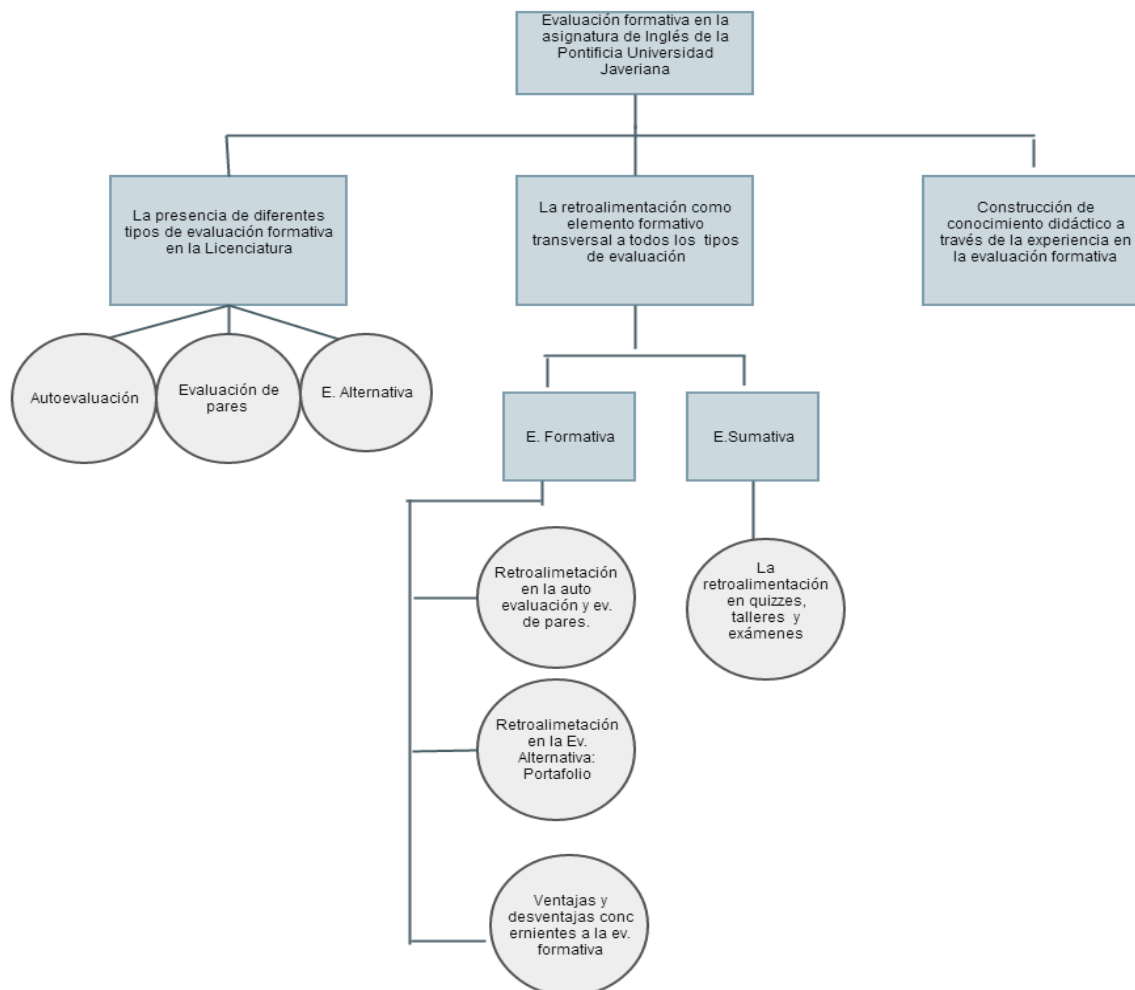 Evaluación formativa en la
asignatura de Inglés de la
Pontificia Universidad
Javeriana
La presencia de diferentes
tipos de evaluación formativa
en la Licenciatura
La retroalimentación como
elemento formativo
transversal a todos los tipos
de evaluación
Construcción de
conocimiento didáctico a
través de la experiencia en
la evaluación formativa
Autoevaluación
Evaluación de
pares
E. Alternativa
E. Formativa
E.Sumativa
Retroalimetación
en la auto
evaluación y ev.
de pares.
La
retroalimentación
en quizzes,
talleres y
exámenes
Retroalimetación
en la Ev.
Alternativa:
Portafolio
Ventajas y
desventajas conc
ernientes a la ev.
formativa